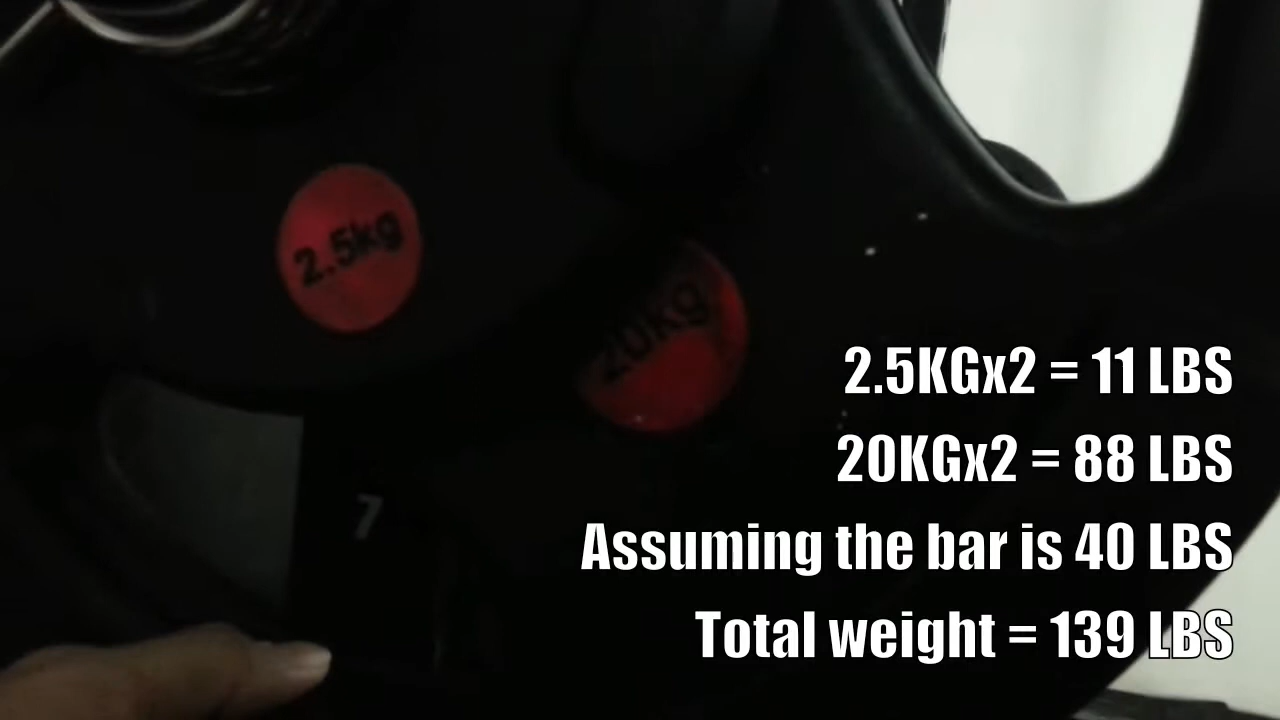 2.5kg
20kg
7
2.5KGx2 = 11 LBS
20KGx2 = 88 LBS
Assuming the bar is 40 LBS
Total weight = 139 LBS